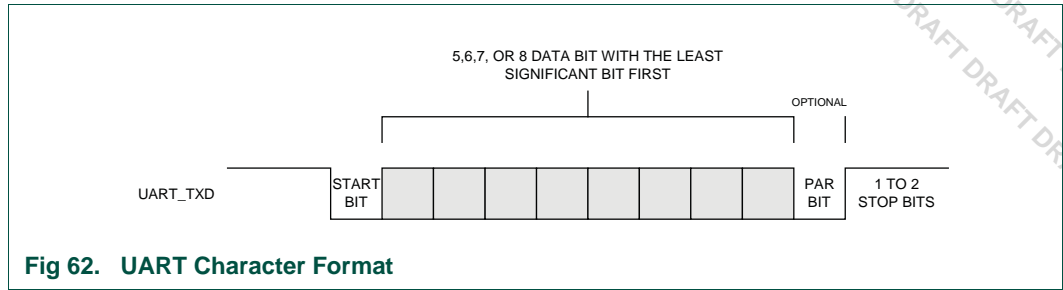 5,6,7, OR 8 DATA BIT WITH THE LEAST
SIGNIFICANT BIT FIRST
OPTIONAL
UART_TXD
START
BIT
PAR
BIT
1 TO 2
STOP BITS
Fig 62. UART Character Format
DRAFT
DRAFT
DRAFT
DRAFT